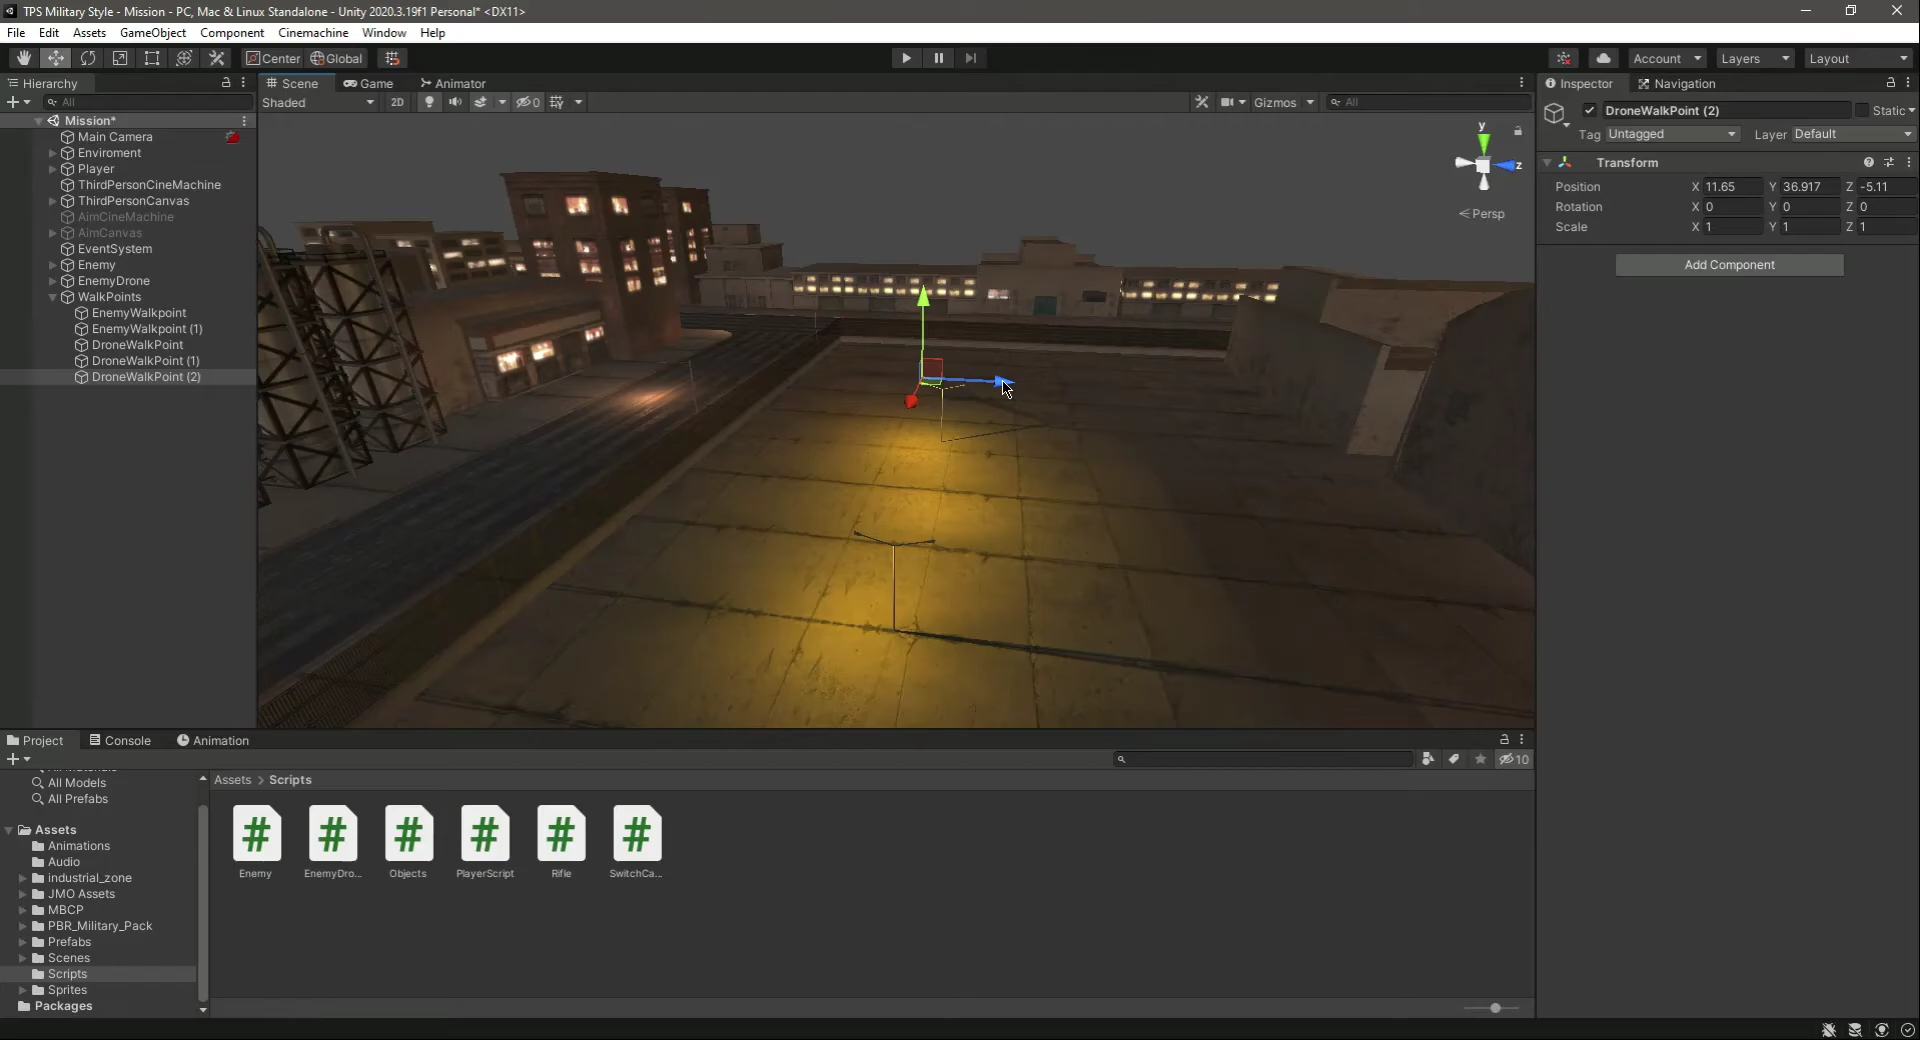 TPS Military Style - Mission - PC, Mac & Linux Standalone - Unity 2020.3.19f1 Personal* <DX11>
File Edit Assets GameObject Component Cinemachine Window Help
Center Global Account Layers Layout
Hierarchy
All
Mission*
Main Camera
Enviroment
Player
ThirdPersonCineMachine
ThirdPersonCanvas
AimCineMachine
AimCanvas
EventSystem
Enemy
EnemyDrone
WalkPoints
EnemyWalkpoint
EnemyWalkpoint (1)
DroneWalkPoint
DroneWalkPoint (1)
DroneWalkPoint (2)
Scene Game Animator
Shaded 2D 0 Gizmos All
y
z
Persp
Inspector Navigation
DroneWalkPoint (2) Static
Tag Untagged Layer Default
Transform
Position X 11.65 Y 36.917 Z -5.11
Rotation X 0 Y 0 Z 0
Scale X 1 Y 1 Z 1
Add Component
Project Console Animation
10
All Models
All Prefabs
Assets
Animations
Audio
industrial_zone
JMO Assets
MBCP
PBR_Military_Pack
Prefabs
Scenes
Scripts
Sprites
Packages
Assets > Scripts
Enemy EnemyDro... Objects PlayerScript Rifle SwitchCa...